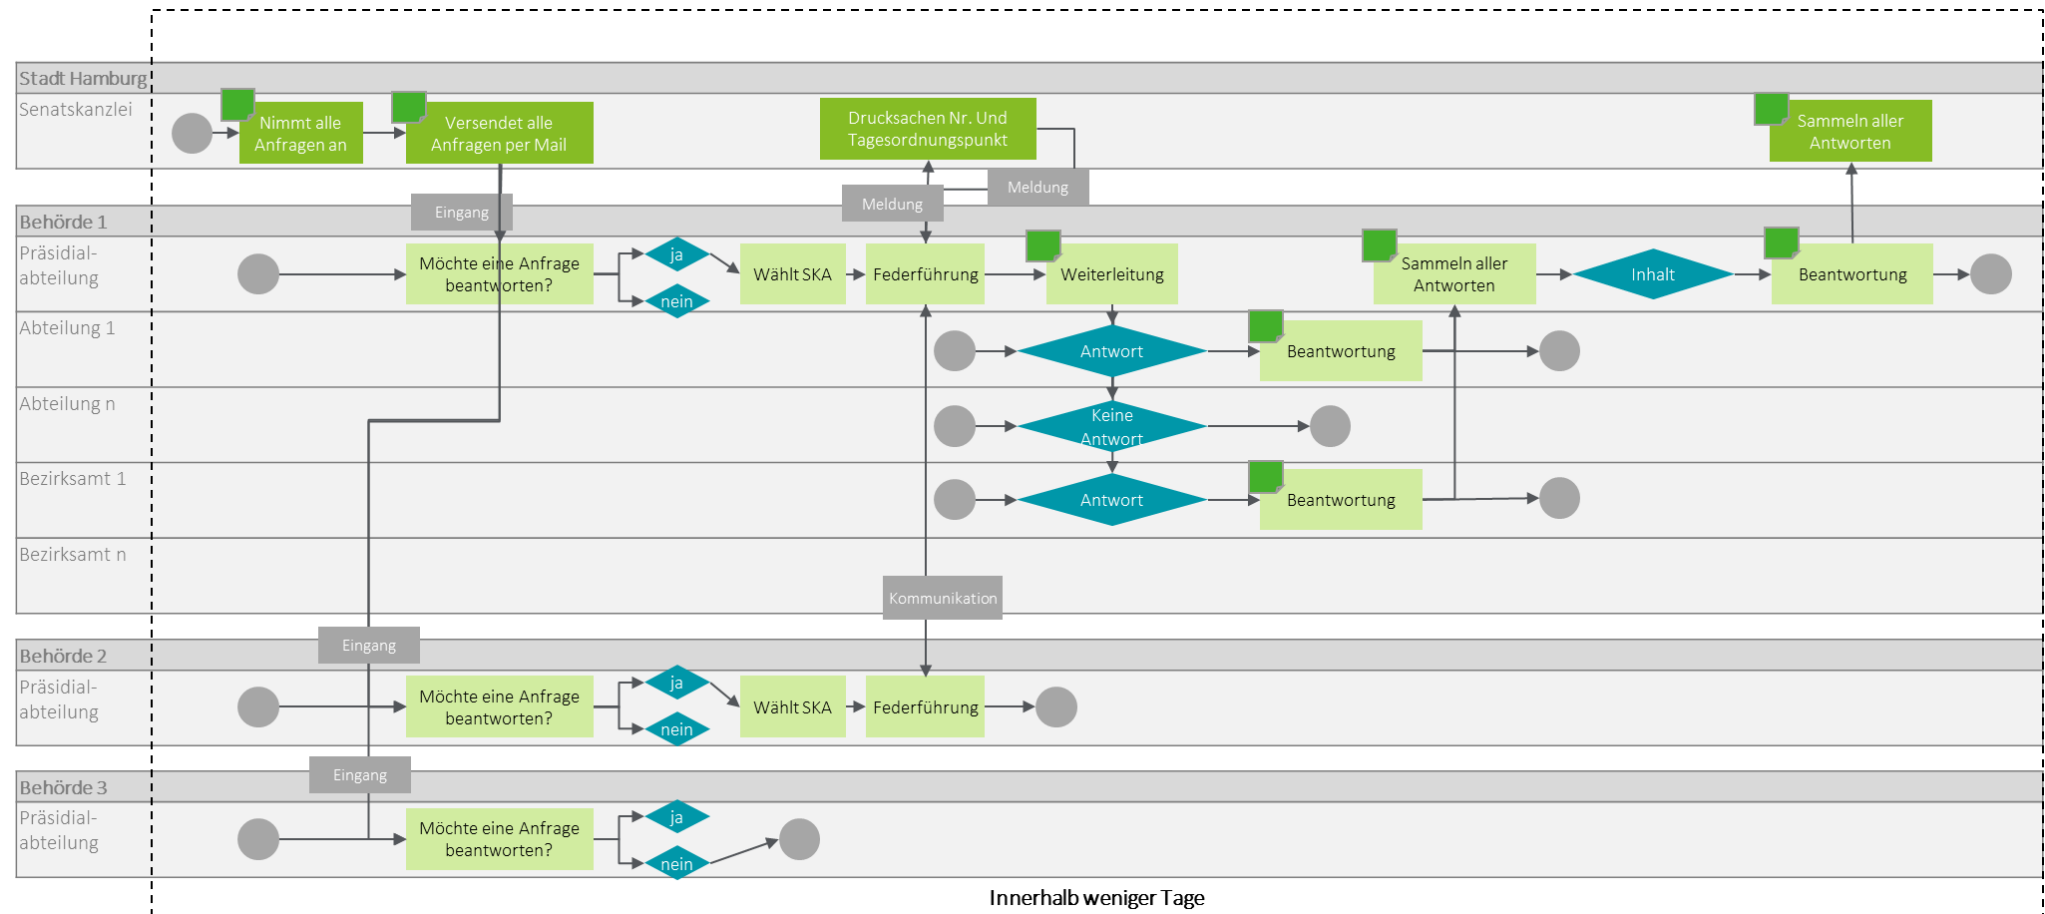 Stadt Hamburg
Senatskanzlei
Nimmt alle
Anfragen an
Versendet alle
Anfragen per Mail
Drucksachen Nr. Und
Tagesordnungspunkt
Sammeln aller
Antworten
Eingang
Meldung
Meldung
Behörde 1
Präsidial-
abteilung
Möchte eine Anfrage
beantworten?
ja
nein
Wählt SKA
Federführung
Weiterleitung
Sammeln aller
Antworten
Inhalt
Beantwortung
Abteilung 1
Antwort
Beantwortung
Abteilung n
Keine
Antwort
Bezirksamt 1
Antwort
Beantwortung
Bezirksamt n
Kommunikation
Eingang
Behörde 2
Präsidial-
abteilung
Möchte eine Anfrage
beantworten?
ja
nein
Wählt SKA
Federführung
Eingang
Behörde 3
Präsidial-
abteilung
Möchte eine Anfrage
beantworten?
ja
nein
Innerhalb weniger Tage